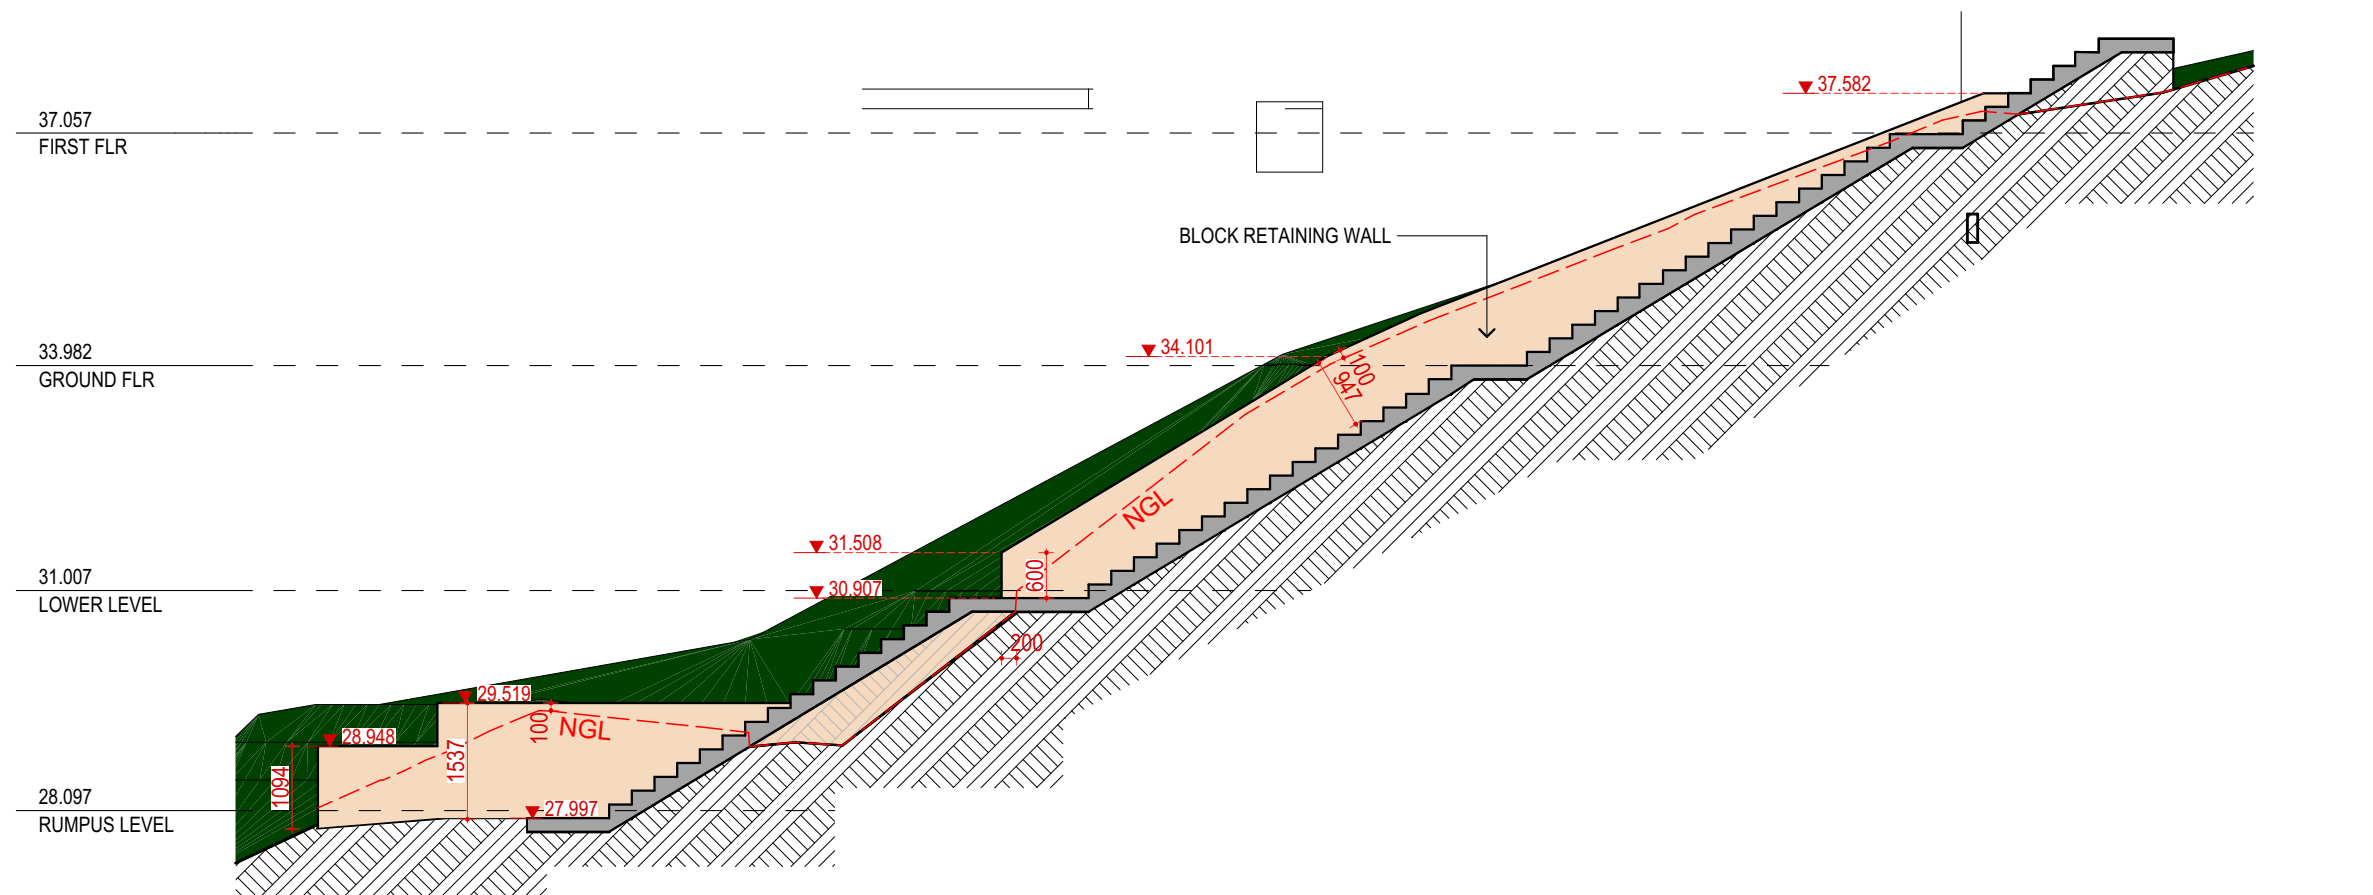 37.582
37.057
FIRST FLR
BLOCK RETAINING WALL
34.101
33.982
GROUND FLR
100
947
NGL
31.508
31.007
LOWER LEVEL
30.907
600
200
29.519
100
NGL
28.948
1537
1094
28.097
RUMPUS LEVEL
27.997